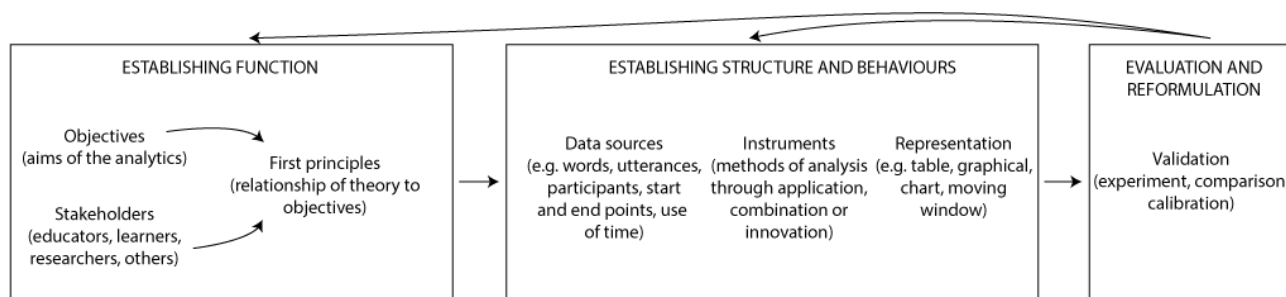 ESTABLISHING FUNCTION
Objectives
(aims of the analytics)
First principles
(relationship of theory to
objectives)
Stakeholders
(educators, learners,
researchers, others)
ESTABLISHING STRUCTURE AND BEHAVIOURS
Data sources
(e.g. words, utterances,
participants, start
and end points, use
of time)
Instruments
(methods of analysis
through application,
combination or
innovation)
Representation
(e.g. table, graphical,
chart, moving
window)
EVALUATION AND
REFORMULATION
Validation
(experiment, comparison
calibration)